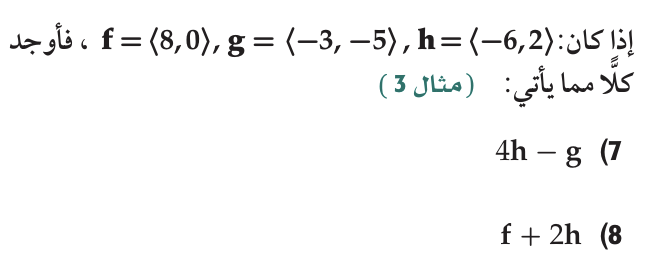 إذا كان: f = ⟨8, 0⟩, g = ⟨−3, −5⟩, h = ⟨−6, 2⟩ ، فأوجد
كلًّا مما يأتي: (مثال 3)
7) 4h − g
8) f + 2h